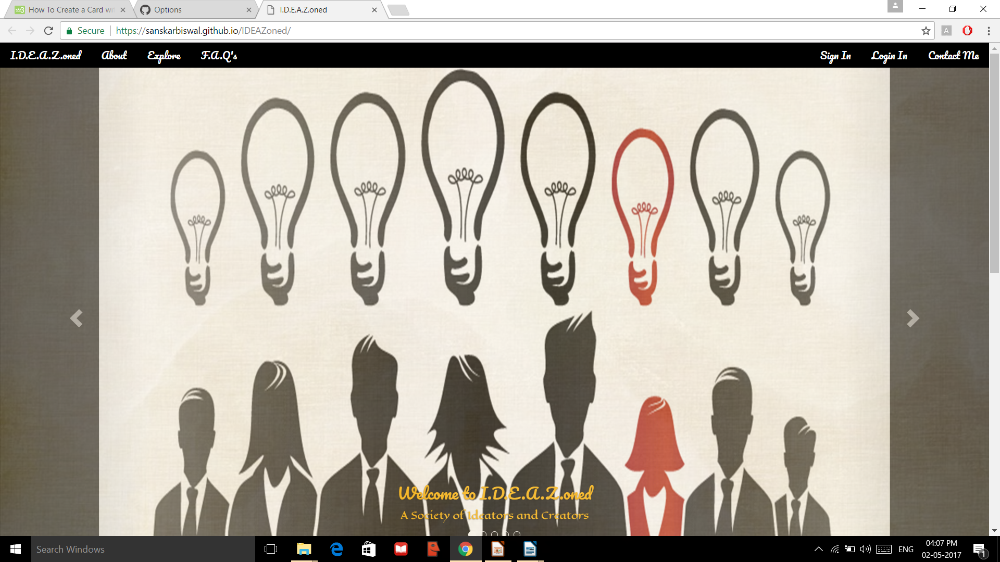 How To Create a Card wit
Options
I.D.E.A.Z.oned
Secure
https://sanskarbiswal.github.io/IDEAZoned/
A
I.D.E.A.Z.oned
About
Explore
F.A.Q's
Sign In
Login In
Contact Me
Welcome to I.D.E.A.Z.oned
A Society of Ideators and Creators
Search Windows
ENG
04:07 PM
02-05-2017
1